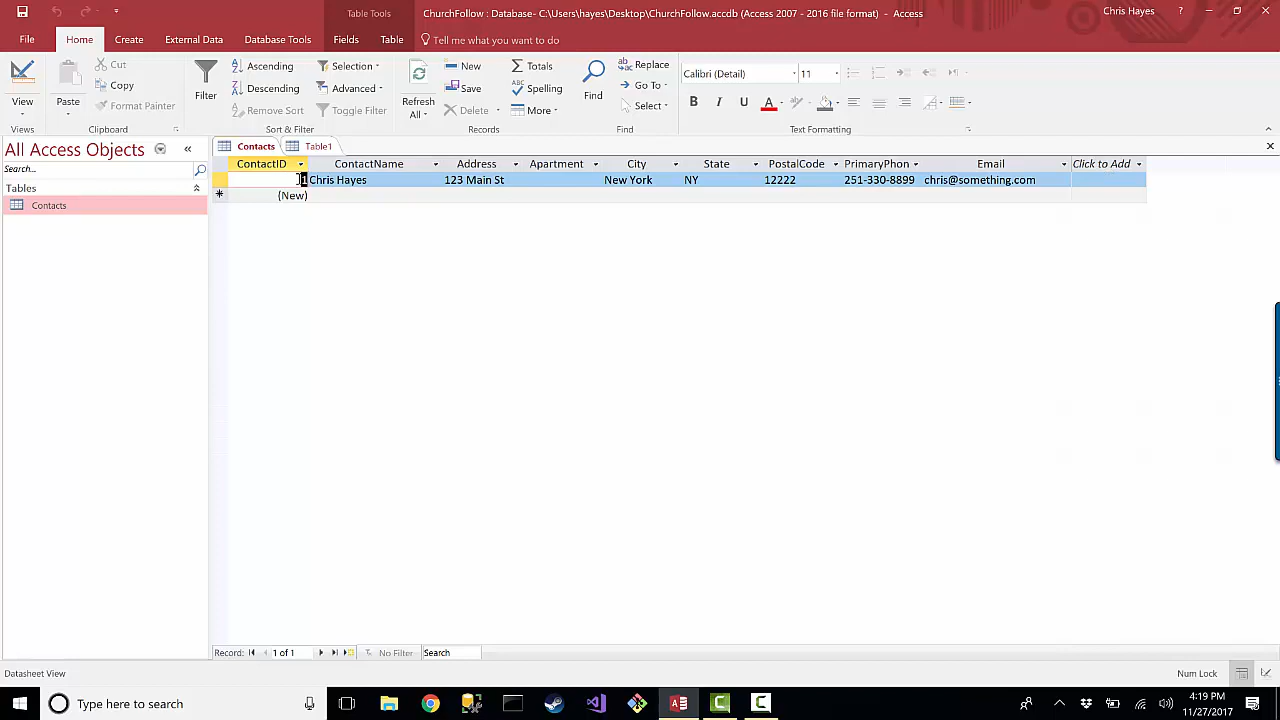 Table Tools
ChurchFollow : Database- C:\Users\hayes\Desktop\ChurchFollow.accdb (Access 2007 - 2016 file format) - Access
Chris Hayes
File
Home
Create
External Data
Database Tools
Fields
Table
Tell me what you want to do
View
Views
Paste
Cut
Copy
Format Painter
Clipboard
Filter
Ascending
Descending
Remove Sort
Selection
Advanced
Toggle Filter
Sort & Filter
Refresh
All
New
Save
Delete
Totals
Spelling
More
Records
Find
Replace
Go To
Select
Find
Calibri (Detail)
11
B I U A
Text Formatting
All Access Objects
Search...
Tables
Contacts
Contacts
Table1
ContactID ContactName Address Apartment City State PostalCode PrimaryPhon Email Click to Add
1 Chris Hayes 123 Main St New York NY 12222 251-330-8899 chris@something.com
(New)
Record: 1 of 1 No Filter Search
Datasheet View
Num Lock
Type here to search
4:19 PM
11/27/2017